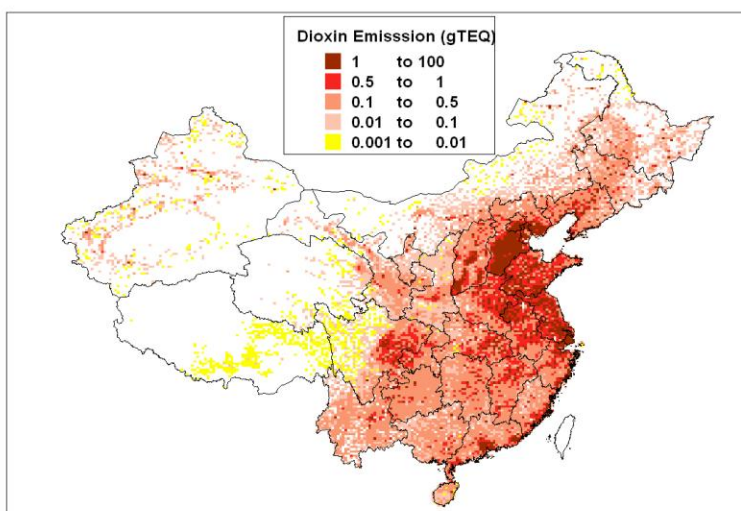 Dioxin Emisssion (gTEQ)
1 to 100
0.5 to 1
0.1 to 0.5
0.01 to 0.1
0.001 to 0.01